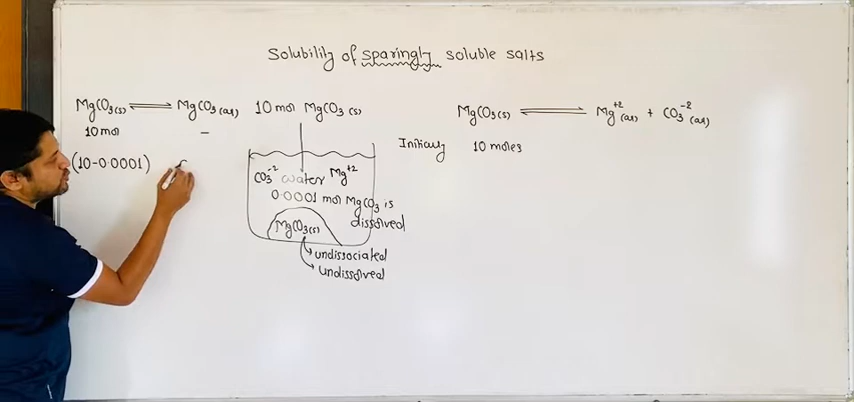 Solubility of sparingly soluble salts
MgCO3(s) ⇌ MgCO3(aq)
10 mol –
(10-0.0001)
10 mol MgCO3(s)
CO3⁻² water Mg⁺²
0.0001 mol MgCO3 is
dissolved
MgCO3(s)
undissociated
undissolved
MgCO3(s) ⇌ Mg⁺²(aq) + CO3⁻²(aq)
Initially 10 moles